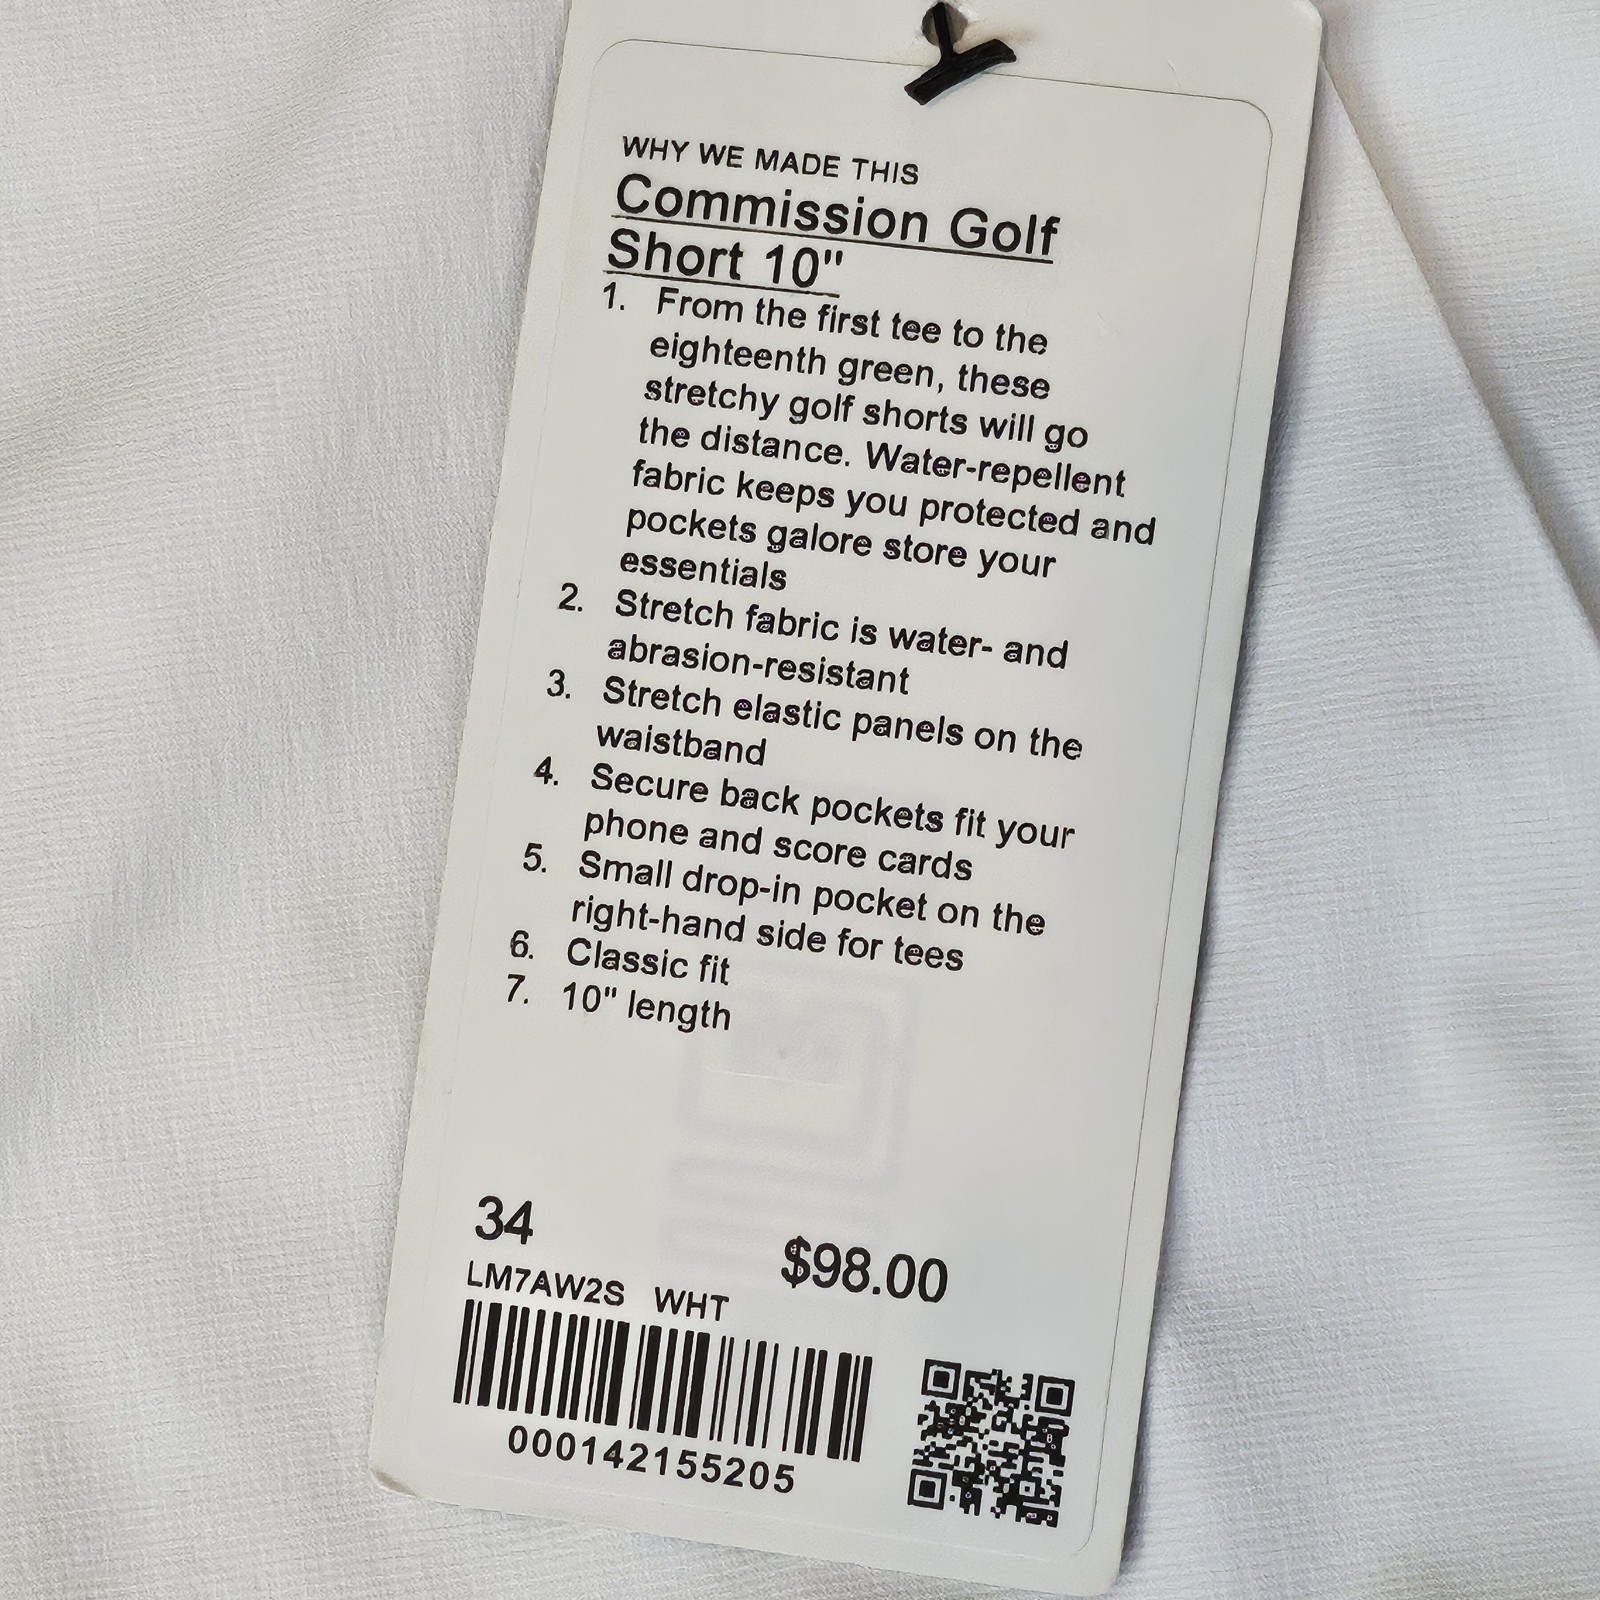 WHY WE MADE THIS
Commission Golf
Short 10"
1. From the first tee to the
eighteenth green, these
stretchy golf shorts will go
the distance. Water-repellent
fabric keeps you protected and
pockets galore store your
essentials
2. Stretch fabric is water- and
abrasion-resistant
3. Stretch elastic panels on the
waistband
4. Secure back pockets fit your
phone and score cards
5. Small drop-in pocket on the
right-hand side for tees
6. Classic fit
7. 10" length
34
$98.00
LM7AW2S WHT
000142155205